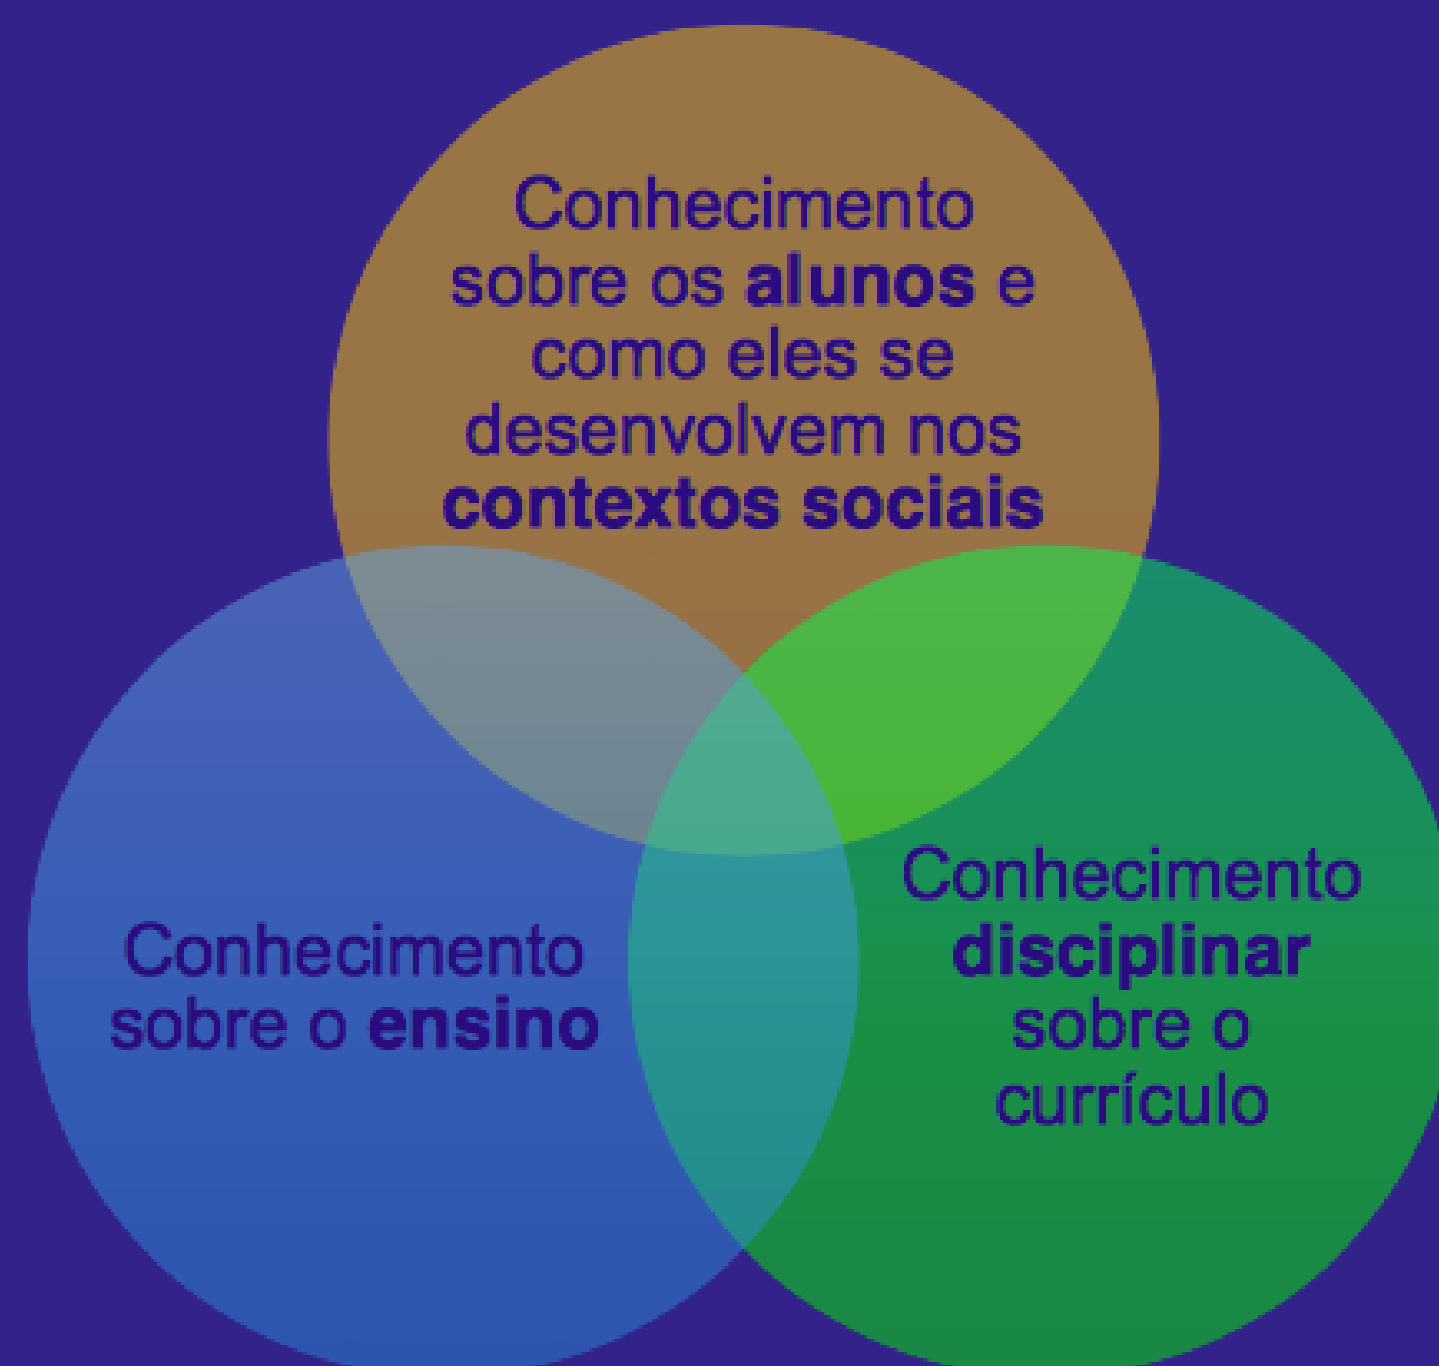 Conhecimento
sobre os alunos e
como eles se
desenvolvem nos
contextos sociais
Conhecimento
sobre o ensino
Conhecimento
disciplinar
sobre o
currículo